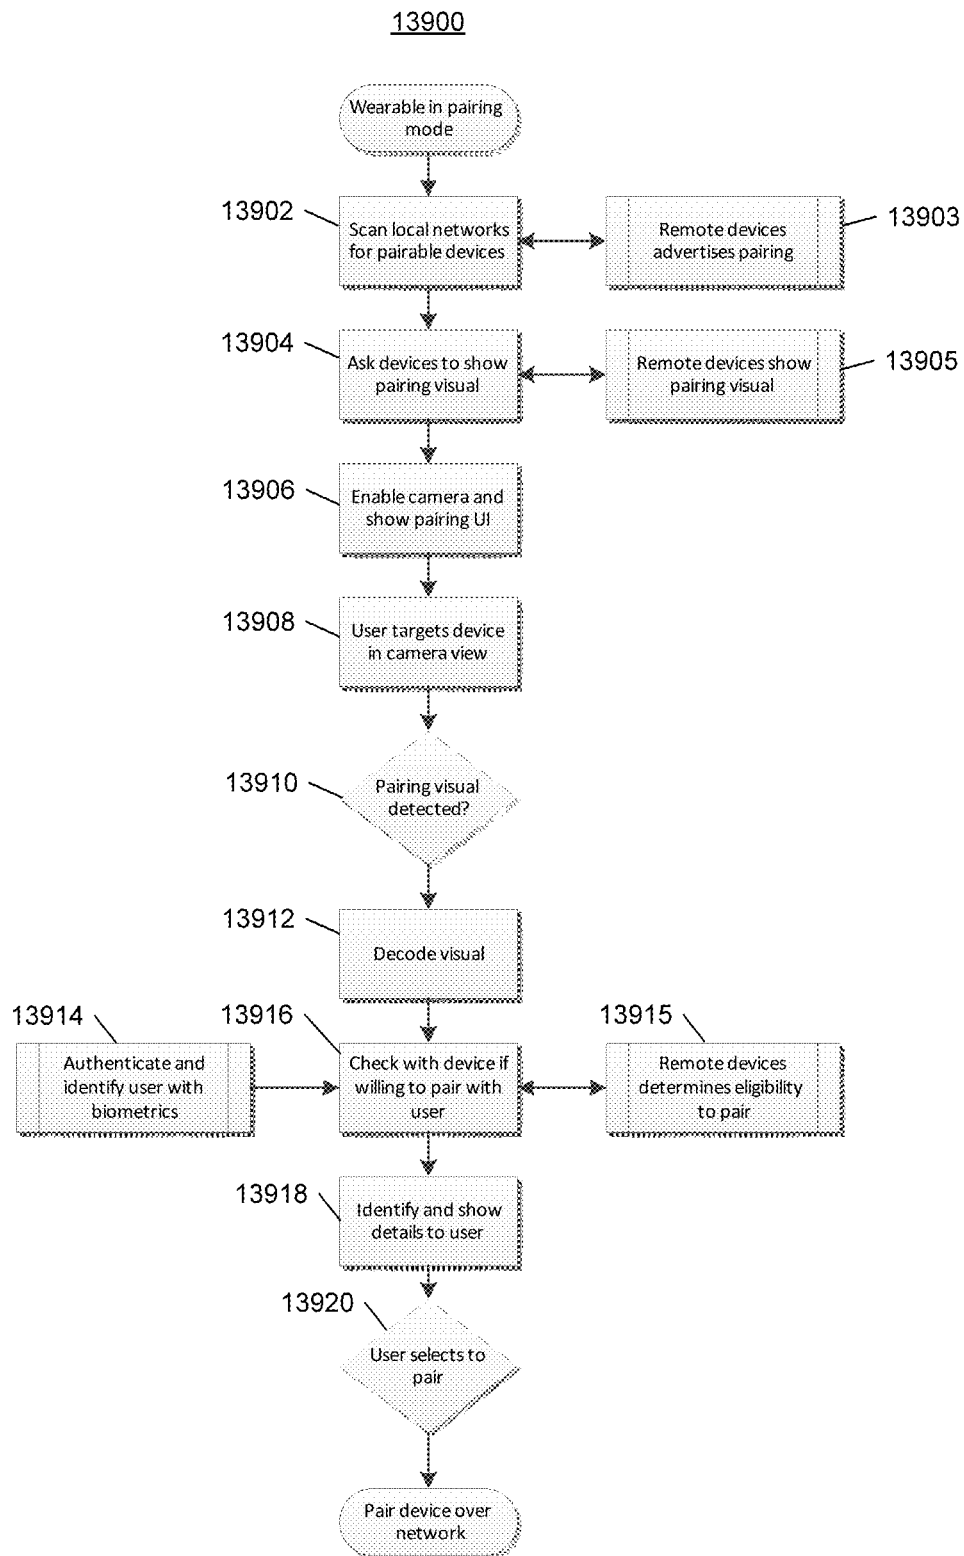 13900
Wearable in pairing
mode
13902
Scan local networks
for pairable devices
Remote devices
advertises pairing
13903
13904
Ask devices to show
pairing visual
Remote devices show
pairing visual
13905
13906
Enable camera and
show pairing UI
13908
User targets device
in camera view
13910
Pairing visual
detected?
13912
Decode visual
13914
Authenticate and
identify user with
biometrics
13916
Check with device if
willing to pair with
user
13915
Remote devices
determines eligibility
to pair
13918
Identify and show
details to user
13920
User selects to
pair
Pair device over
network